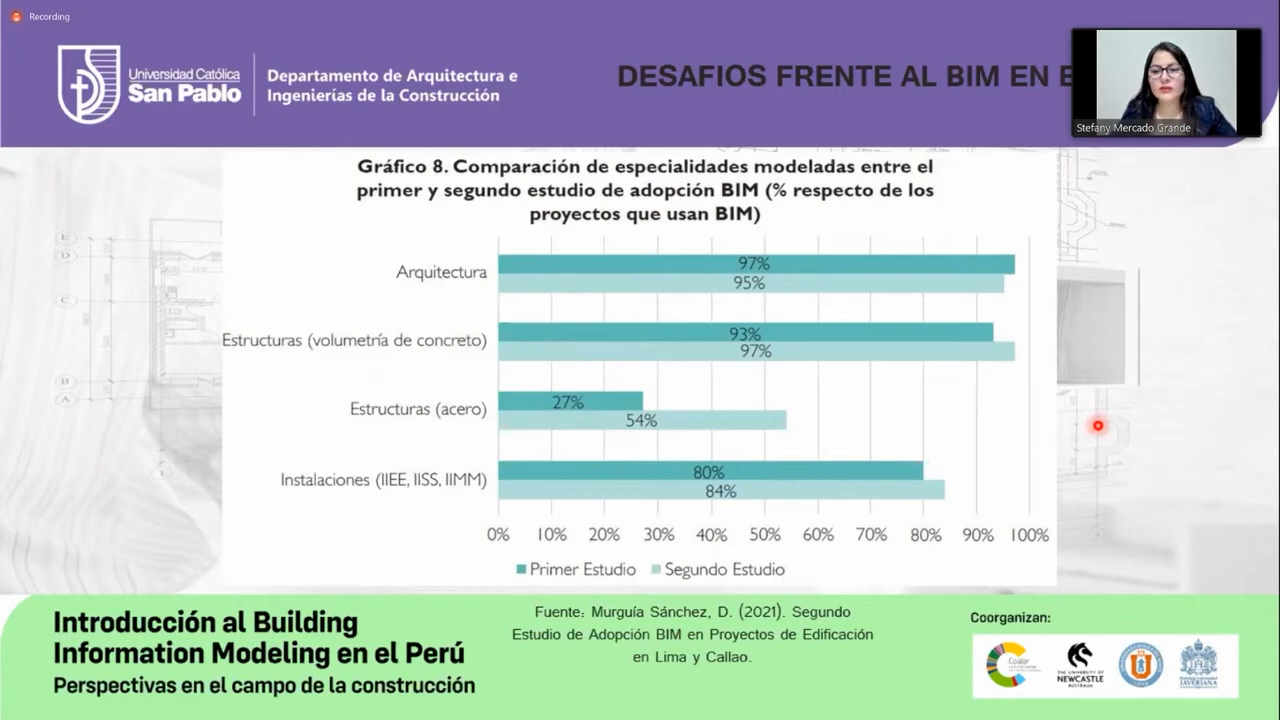 Recording
Universidad Católica
San Pablo
Departamento de Arquitectura e
Ingenierías de la Construcción
DESAFIOS FRENTE AL BIM EN E
Stefany Mercado Grande
Gráfico 8. Comparación de especialidades modeladas entre el
primer y segundo estudio de adopción BIM (% respecto de los
proyectos que usan BIM)
Arquitectura
97%
95%
Estructuras (volumetría de concreto)
93%
97%
Estructuras (acero)
27%
54%
Instalaciones (IIEE, IISS, IIMM)
80%
84%
0% 10% 20% 30% 40% 50% 60% 70% 80% 90% 100%
Primer Estudio Segundo Estudio
Introducción al Building
Information Modeling en el Perú
Perspectivas en el campo de la construcción
Fuente: Murguía Sánchez, D. (2021). Segundo
Estudio de Adopción BIM en Proyectos de Edificación
en Lima y Callao.
Coorganizan:
THE UNIVERSITY OF
NEWCASTLE
AUSTRALIA
JAVERIANA